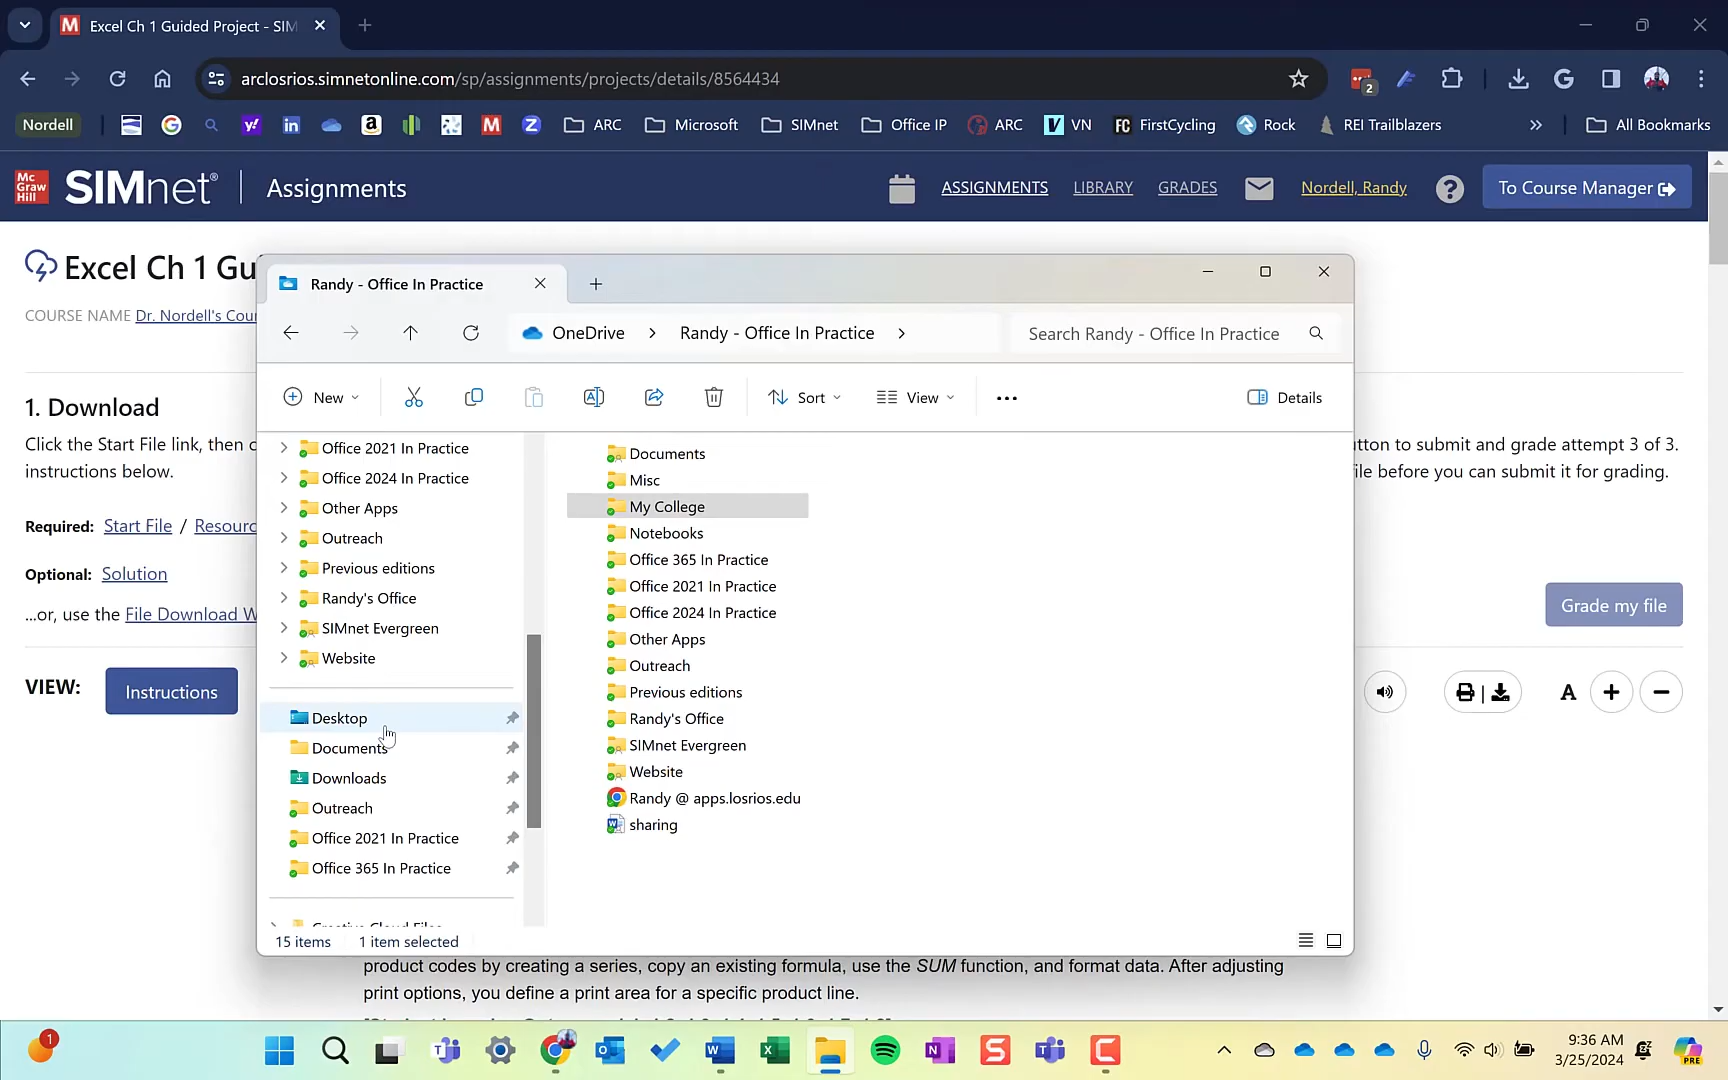 Excel Ch 1 Guided Project - SIM
arclosrios.simnetonline.com/sp/assignments/projects/details/8564434
2
Nordell
ARC
Microsoft
SIMnet
Office IP
ARC
VN
FirstCycling
Rock
REI Trailblazers
All Bookmarks
Mc Graw Hill
SIMnet®
Assignments
ASSIGNMENTS
LIBRARY
GRADES
Nordell, Randy
To Course Manager
Excel Ch 1 Gu
COURSE NAME Dr. Nordell's Cour
1. Download
Click the Start File link, then
instructions below.
Required: Start File / Resourc
Optional: Solution
...or, use the File Download W
tton to submit and grade attempt 3 of 3.
ile before you can submit it for grading.
Grade my file
VIEW:
Instructions
A
Randy - Office In Practice
OneDrive > Randy - Office In Practice >
Search Randy - Office In Practice
New
Sort
View
Details
Office 2021 In Practice
Office 2024 In Practice
Other Apps
Outreach
Previous editions
Randy's Office
SIMnet Evergreen
Website
Desktop
Documents
Downloads
Outreach
Office 2021 In Practice
Office 365 In Practice
Creative Cloud Files
Documents
Misc
My College
Notebooks
Office 365 In Practice
Office 2021 In Practice
Office 2024 In Practice
Other Apps
Outreach
Previous editions
Randy's Office
SIMnet Evergreen
Website
Randy @ apps.losrios.edu
sharing
15 items
1 item selected
product codes by creating a series, copy an existing formula, use the SUM function, and format data. After adjusting
print options, you define a print area for a specific product line.
1
9:36 AM
3/25/2024
PRE